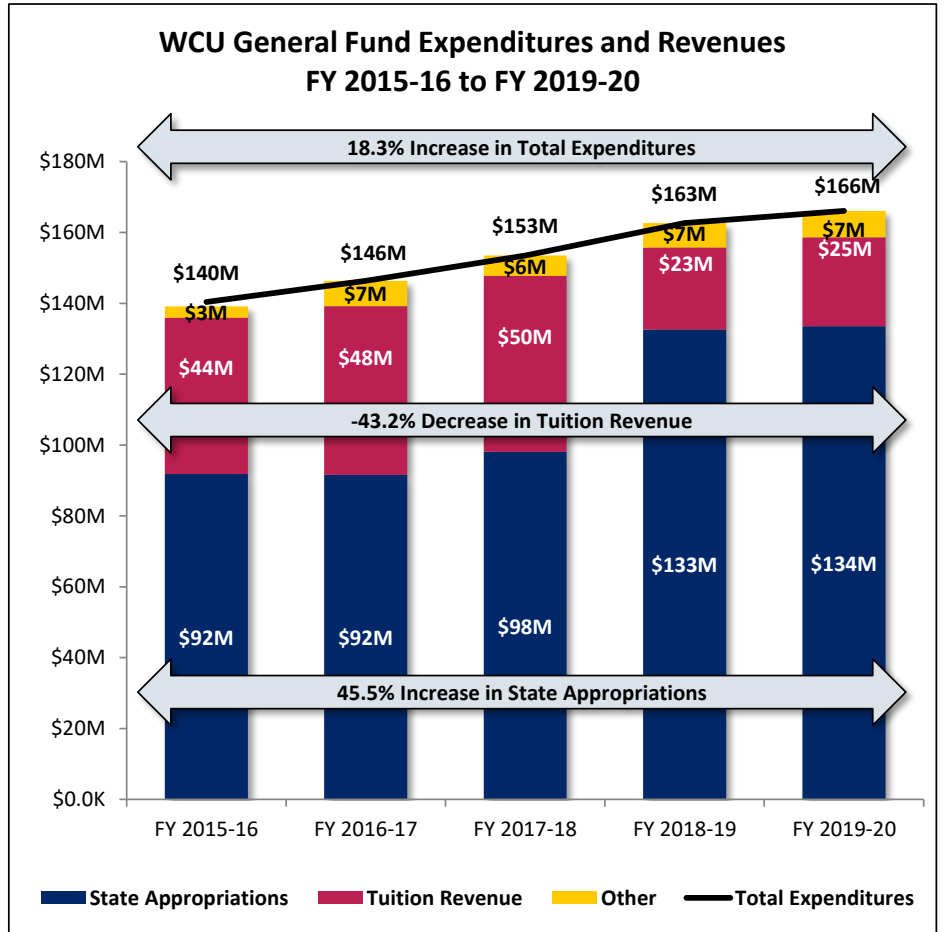 WCU General Fund Expenditures and Revenues
FY 2015-16 to FY 2019-20
18.3% Increase in Total Expenditures
$180M
$166M
$163M
$153M
$7M
$7M
$160M
$146M
$25M
$23M
$6M
$140M
$7M
$140M
$3M
$50M
$48M
$44M
$120M
-43.2% Decrease in Tuition Revenue
$100M
$80M
$133M
$134M
$60M
$98M
$92M
$92M
$40M
45.5% Increase in State Appropriations
$20M
$0.0K
FY 2015-16 FY 2016-17 FY 2017-18 FY 2018-19 FY 2019-20
State Appropriations Tuition Revenue Other Total Expenditures